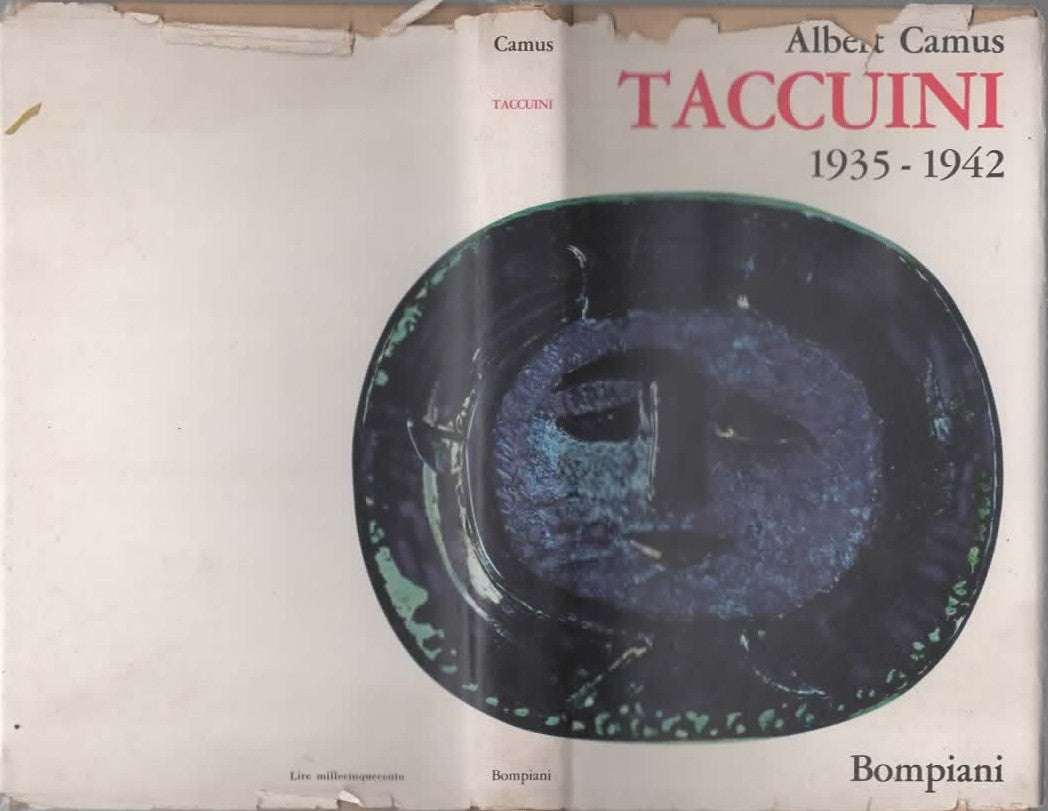 Lire millecinquecento
Camus
TACCUINI
Bompiani
Albert Camus
TACCUINI
1935 - 1942
Bompiani